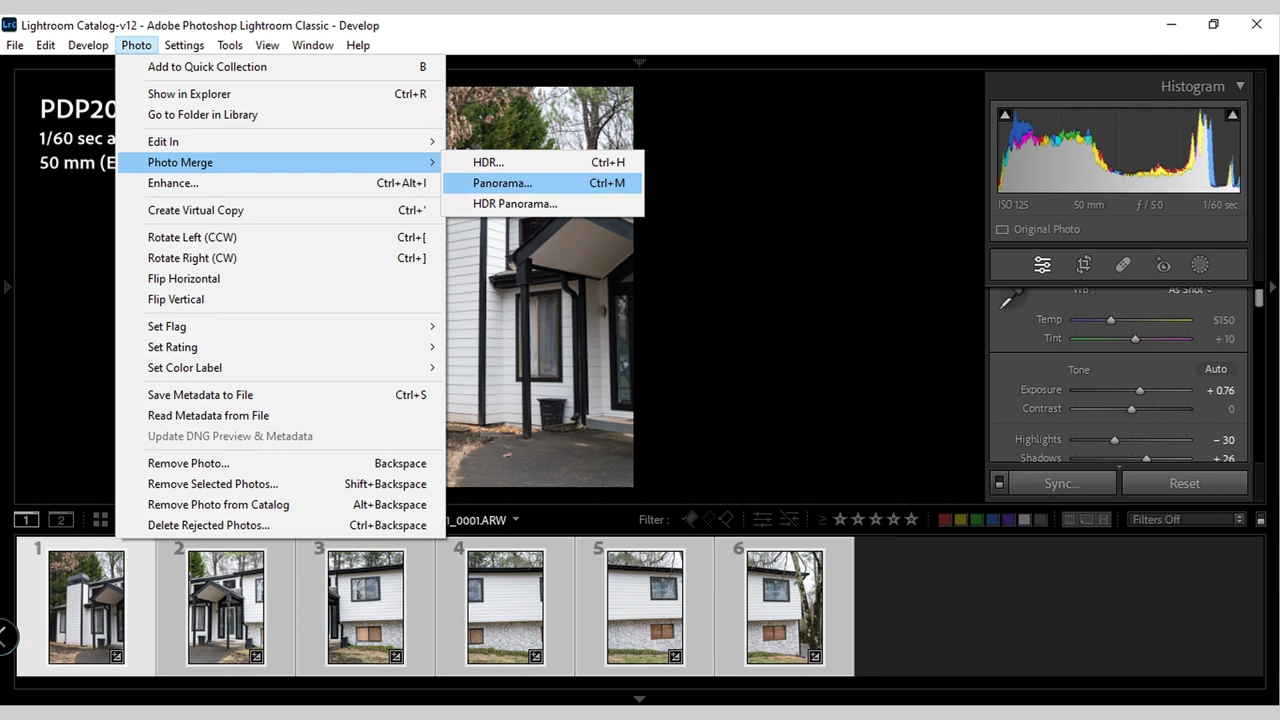 Lrc Lightroom Catalog-v12 - Adobe Photoshop Lightroom Classic - Develop
File Edit Develop Photo Settings Tools View Window Help
PDP20
1/60 sec a
50 mm (E
Add to Quick Collection B
Show in Explorer Ctrl+R
Go to Folder in Library
Edit In
Photo Merge
Enhance... Ctrl+Alt+I
Create Virtual Copy Ctrl+'
Rotate Left (CCW) Ctrl+[
Rotate Right (CW) Ctrl+]
Flip Horizontal
Flip Vertical
Set Flag
Set Rating
Set Color Label
Save Metadata to File Ctrl+S
Read Metadata from File
Update DNG Preview & Metadata
Remove Photo... Backspace
Remove Selected Photos... Shift+Backspace
Remove Photo from Catalog Alt+Backspace
Delete Rejected Photos... Ctrl+Backspace
HDR... Ctrl+H
Panorama... Ctrl+M
HDR Panorama...
Histogram
ISO 125 50 mm ƒ / 5.0 1/60 sec
Original Photo
WB: As Shot
Temp 5150
Tint + 10
Tone Auto
Exposure + 0.76
Contrast 0
Highlights – 30
Shadows + 26
Sync... Reset
1 2 1_0001.ARW Filter : ≥ Filters Off
1 2 3 4 5 6